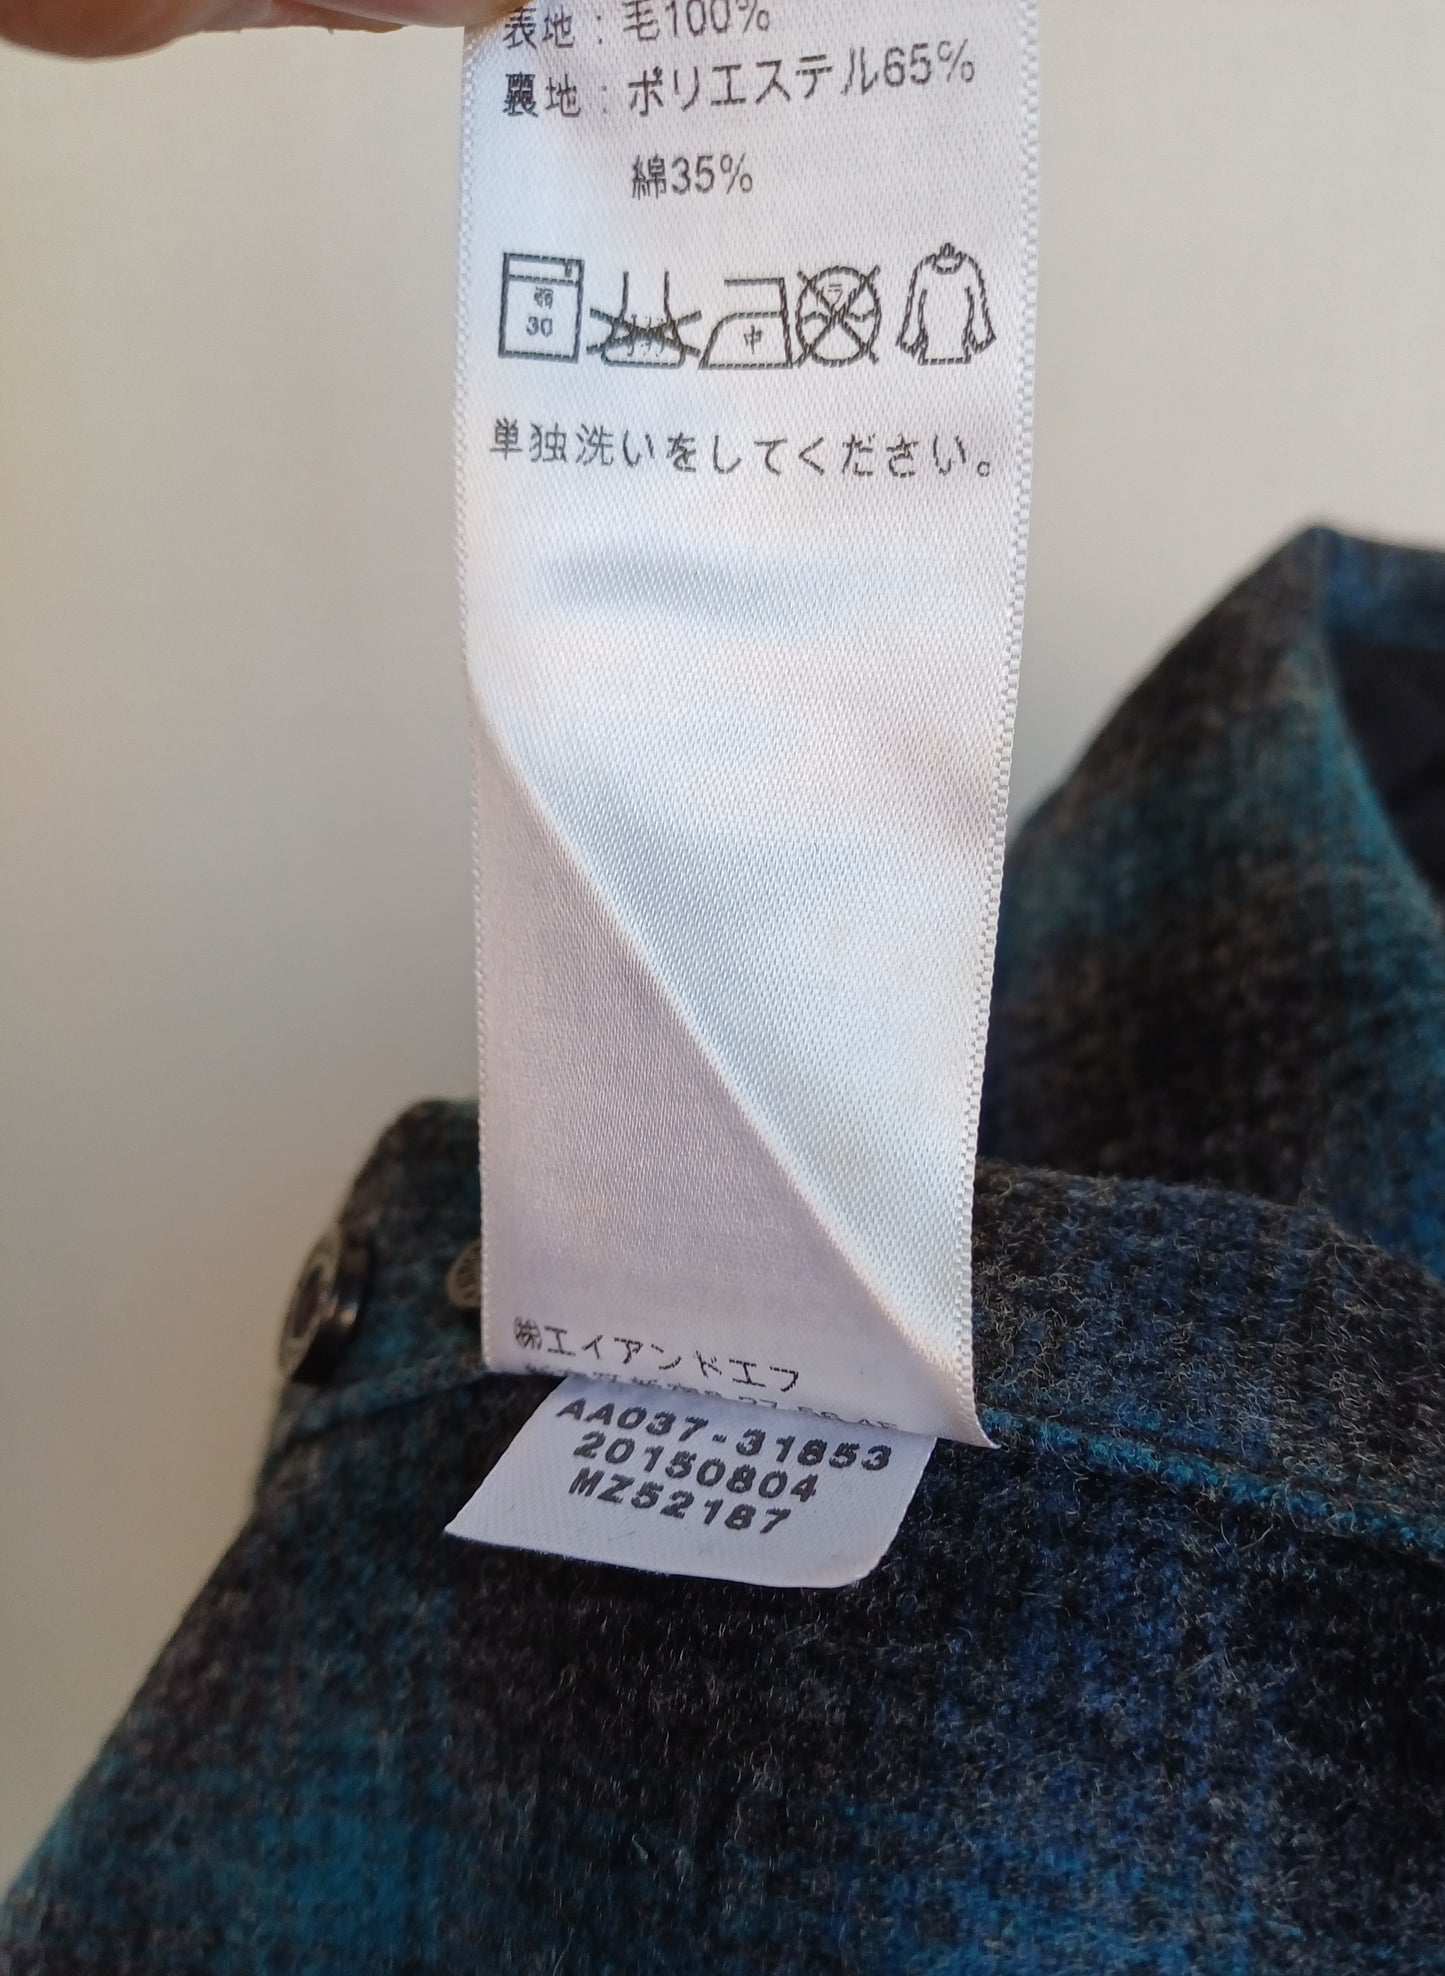 表地：毛100%
裏地：ポリエステル65%
綿35%
弱
30
中
単独洗いをしてください。
㈱エイアンドエフ
AA037-31853
20150804
MZ52187